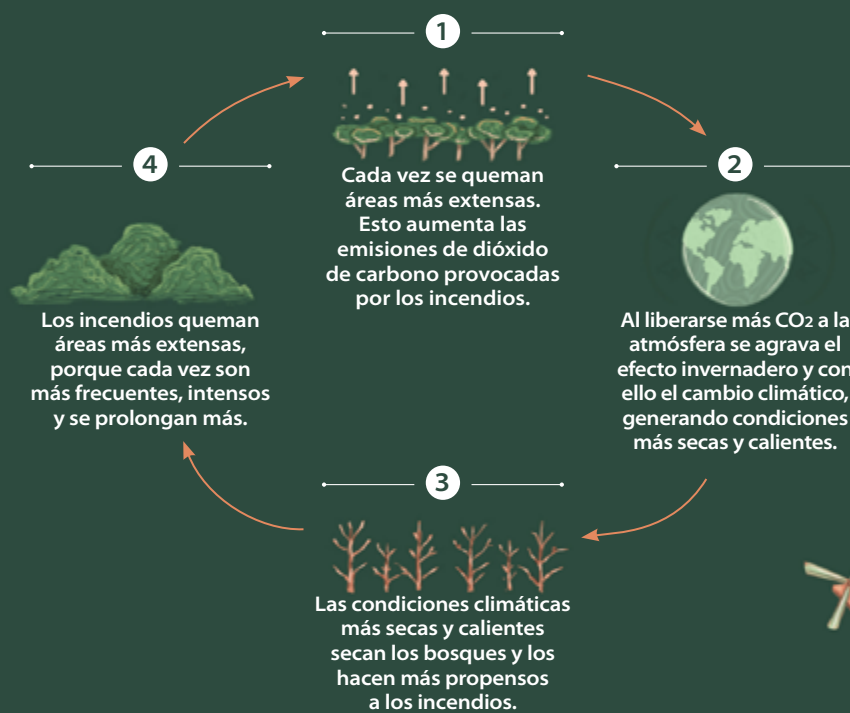 1
Cada vez se queman
áreas más extensas.
Esto aumenta las
emisiones de dióxido
de carbono provocadas
por los incendios.
2
Al liberarse más CO2 a la
atmósfera se agrava el
efecto invernadero y con
ello el cambio climático,
generando condiciones
más secas y calientes.
3
Las condiciones climáticas
más secas y calientes
secan los bosques y los
hacen más propensos
a los incendios.
4
Los incendios queman
áreas más extensas,
porque cada vez son
más frecuentes, intensos
y se prolongan más.